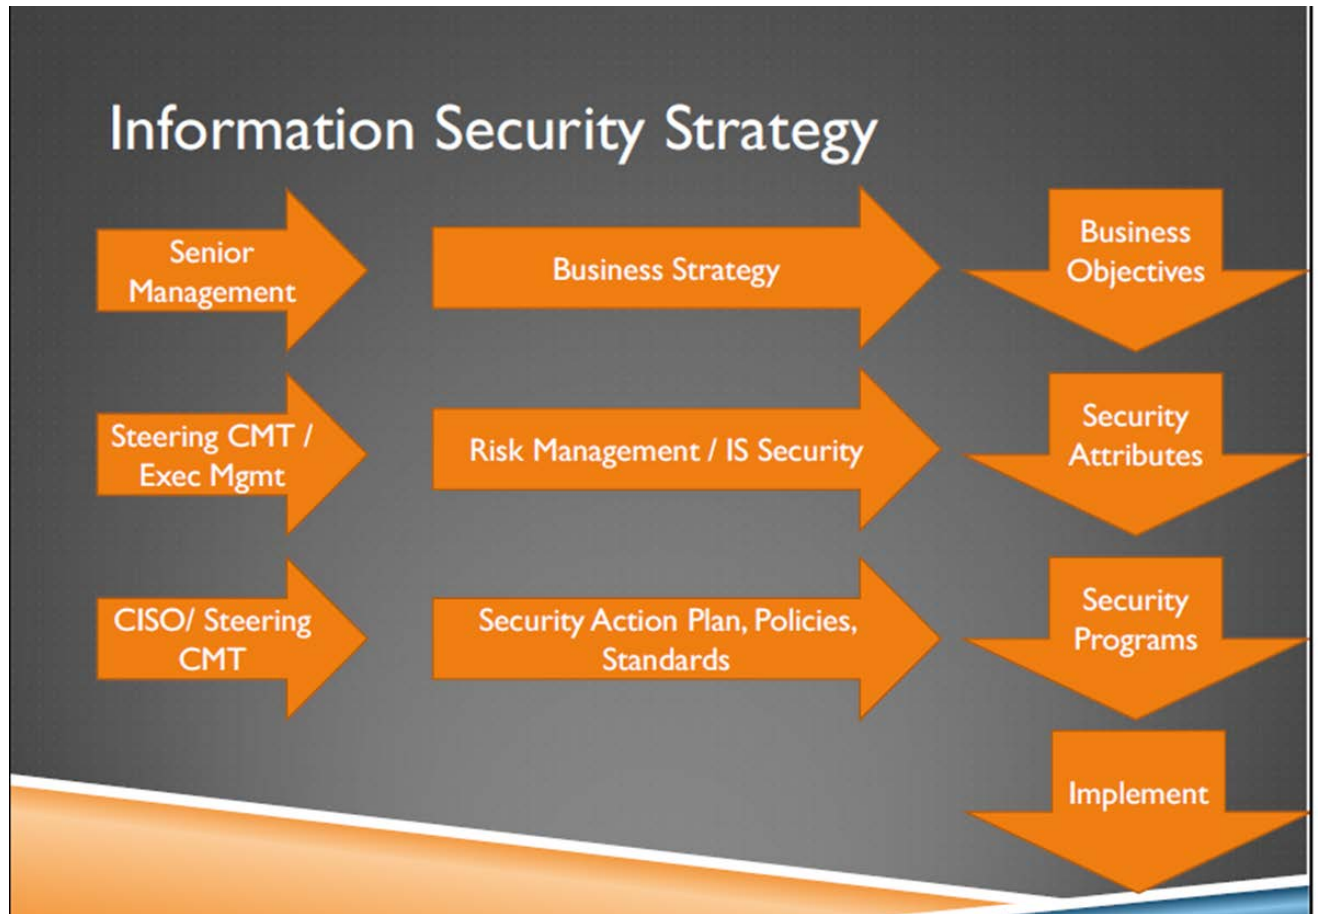 Information Security Strategy
Senior
Management
Business Strategy
Business
Objectives
Steering CMT /
Exec Mgmt
Risk Management / IS Security
Security
Attributes
CISO/ Steering
CMT
Security Action Plan, Policies,
Standards
Security
Programs
Implement